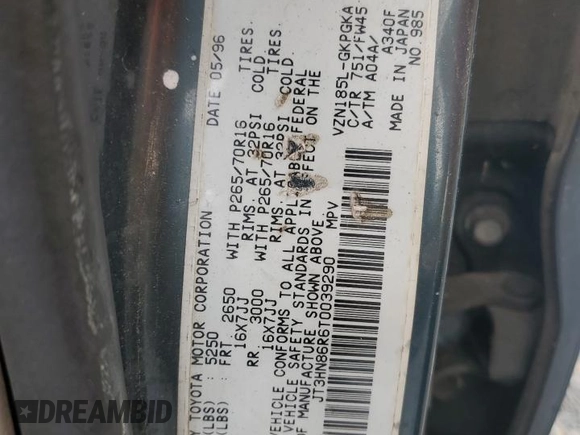 Y TOYOTA MOTOR CORPORATION DATE 05/96
(LBS) 5250
(LBS) FRT. 2650 WITH P265/70R16 TIRES
16X7JJ RIMS. AT 32PSI COLD
RR. 3000 WITH P265/70R16 TIRES
16X7JJ RIMS. AT 32PSI COLD
VEHICLE CONFORMS TO ALL FEDERAL
VEHICLE SAFETY STANDARDS IN EFFECT ON THE
OF MANUFACTURE SHOWN ABOVE.
JT3HN86R6T0039290 MPV
VZN185L-GKPGKA
C/TR 751/FW45
A/TM A04A/ A340F
MADE IN JAPAN
NO.985
DREAMBID